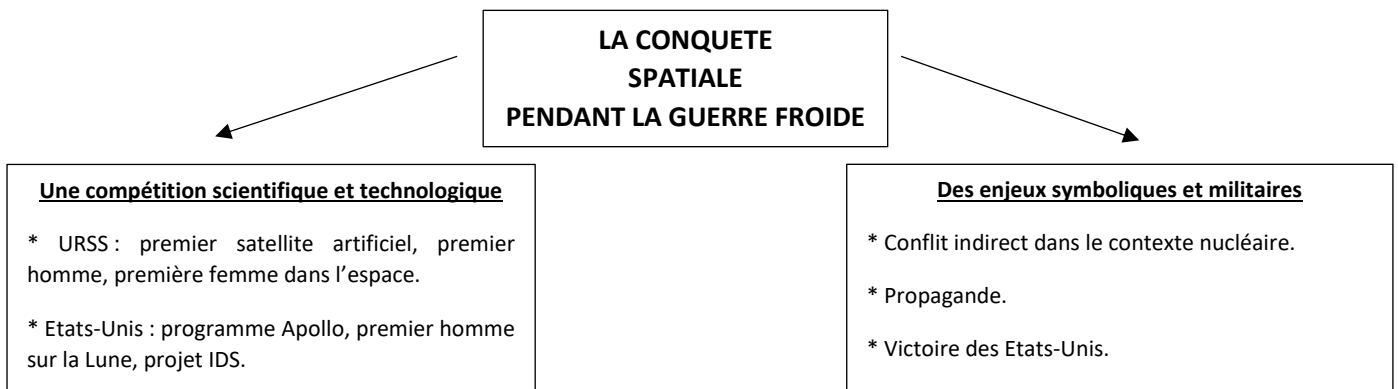 LA CONQUETE
SPATIALE
PENDANT LA GUERRE FROIDE
Une compétition scientifique et technologique
* URSS : premier satellite artificiel, premier
homme, première femme dans l’espace.
* Etats-Unis : programme Apollo, premier homme
sur la Lune, projet IDS.
Des enjeux symboliques et militaires
* Conflit indirect dans le contexte nucléaire.
* Propagande.
* Victoire des Etats-Unis.